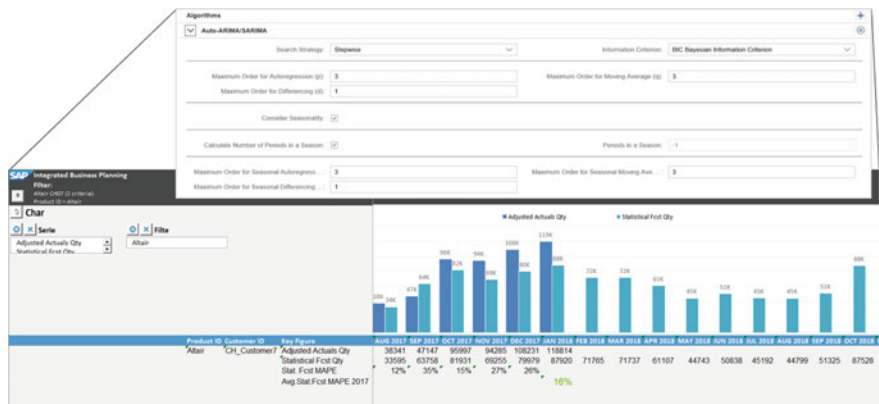 Algorithms
Auto-ARIMA/SARIMA
Search Strategy: Stepwise
Information Criterion: BIC Bayesian Information Criterion
Maximum Order for Autoregression (p): 3
Maximum Order for Moving Average (q): 3
Maximum Order for Differencing (d): 1
Consider Seasonality:
Calculate Number of Periods in a Season:
Periods in a Season: -1
Maximum Order for Seasonal Autoregress... 3
Maximum Order for Seasonal Moving Ave... 3
Maximum Order for Seasonal Differencing... 1
SAP Integrated Business Planning
Filter:
Altair CH07 (2 criteria)
Product ID = Altair
Char
Serie
Filte
Adjusted Actuals Qty
Statistical Fcst Qty
Altair
Adjusted Actuals Qty Statistical Fcst Qty
38K 34K 47K 64K 96K 82K 94K 69K 108K 80K 119K 88K 72K 72K 61K 45K 51K 45K 45K 51K 88K
Product ID Customer ID Key Figure AUG 2017 SEP 2017 OCT 2017 NOV 2017 DEC 2017 JAN 2018 FEB 2018 MAR 2018 APR 2018 MAY 2018 JUN 2018 JUL 2018 AUG 2018 SEP 2018 OCT 2018
Altair CH_Customer7 Adjusted Actuals Qty 38341 47147 95997 94285 108231 118814
Statistical Fcst Qty 33595 63758 81931 69255 79979 87920 71765 71737 61107 44743 50838 45192 44799 51325 87528
Stat. Fcst MAPE 12% 35% 15% 27% 26%
Avg.Stat.Fcst MAPE 2017 16%